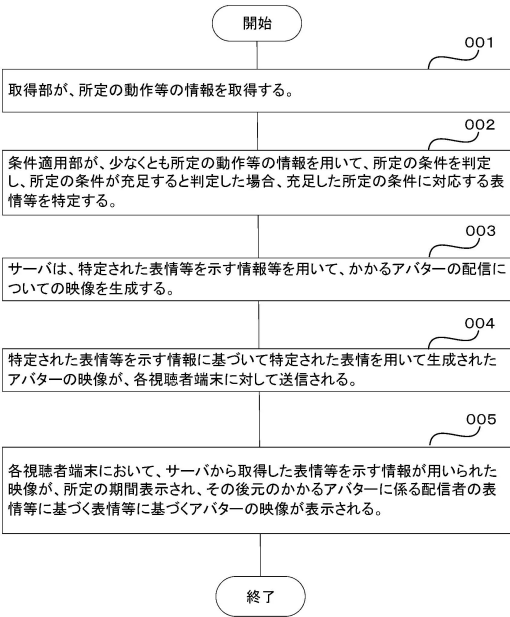 開始
001
取得部が、所定の動作等の情報を取得する。
002
条件適用部が、少なくとも所定の動作等の情報を用いて、所定の条件を判定
し、所定の条件が充足すると判定した場合、充足した所定の条件に対応する表
情等を特定する。
003
サーバは、特定された表情等を示す情報等を用いて、かかるアバターの配信に
ついての映像を生成する。
004
特定された表情等を示す情報に基づいて特定された表情を用いて生成された
アバターの映像が、各視聴者端末に対して送信される。
005
各視聴者端末において、サーバから取得した表情等を示す情報が用いられた
映像が、所定の期間表示され、その後元のかかるアバターに係る配信者の表
情等に基づく表情等に基づくアバターの映像が表示される。
終了